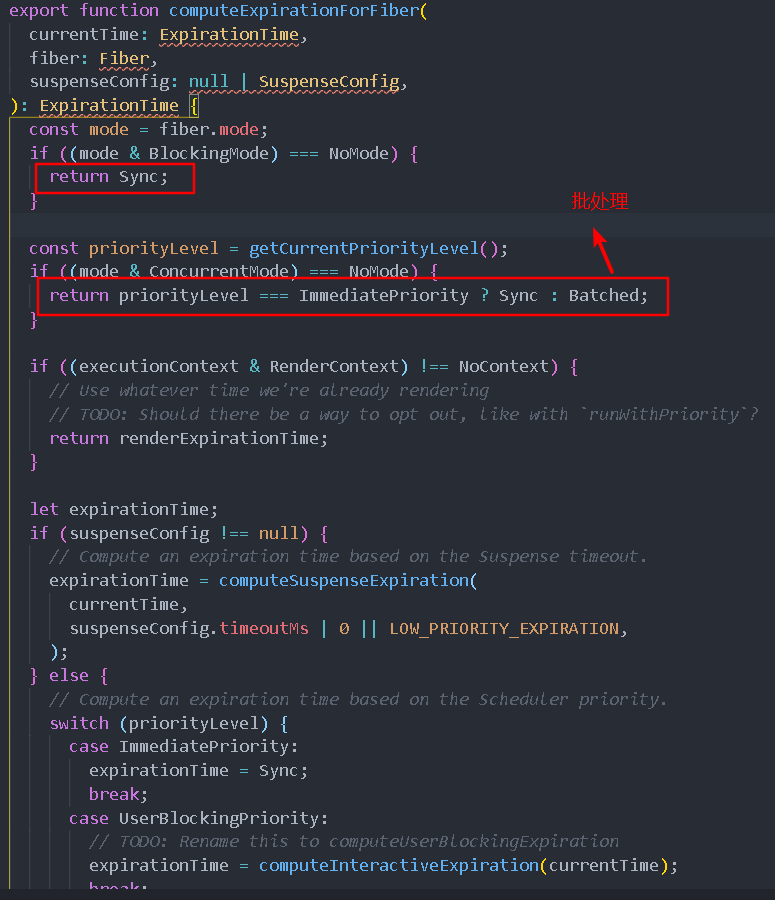 export function computeExpirationForFiber(
currentTime: ExpirationTime,
fiber: Fiber,
suspenseConfig: null | SuspenseConfig,
): ExpirationTime {
const mode = fiber.mode;
if ((mode & BlockingMode) === NoMode) {
return Sync;
}
批处理
const priorityLevel = getCurrentPriorityLevel();
if ((mode & ConcurrentMode) === NoMode) {
return priorityLevel === ImmediatePriority ? Sync : Batched;
}
if ((executionContext & RenderContext) !== NoContext) {
// Use whatever time we're already rendering
// TODO: Should there be a way to opt out, like with `runWithPriority`?
return renderExpirationTime;
}
let expirationTime;
if (suspenseConfig !== null) {
// Compute an expiration time based on the Suspense timeout.
expirationTime = computeSuspenseExpiration(
currentTime,
suspenseConfig.timeoutMs | 0 || LOW_PRIORITY_EXPIRATION,
);
} else {
// Compute an expiration time based on the Scheduler priority.
switch (priorityLevel) {
case ImmediatePriority:
expirationTime = Sync;
break;
case UserBlockingPriority:
// TODO: Rename this to computeUserBlockingExpiration
expirationTime = computeInteractiveExpiration(currentTime);
break;